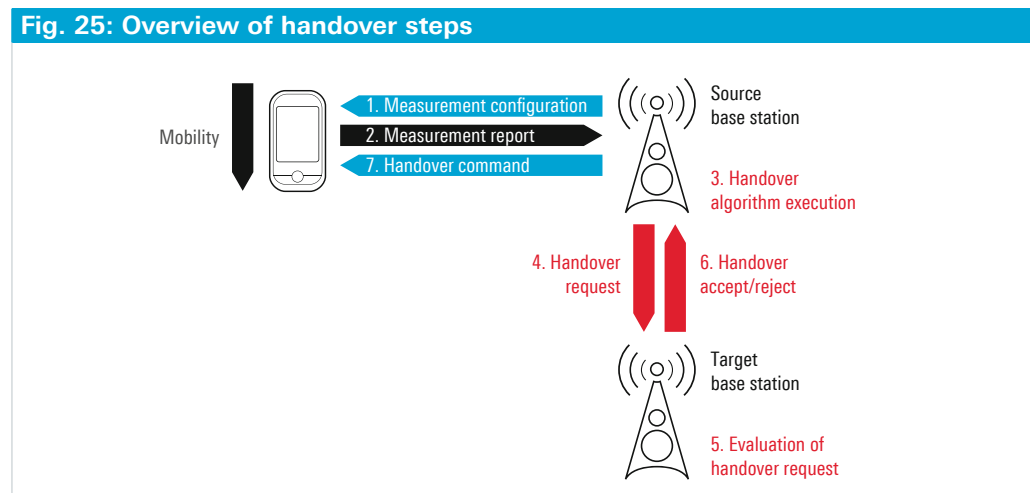 Fig. 25: Overview of handover steps
Mobility
1. Measurement configuration
2. Measurement report
7. Handover command
Source
base station
3. Handover
algorithm execution
4. Handover
request
6. Handover
accept/reject
Target
base station
5. Evaluation of
handover request